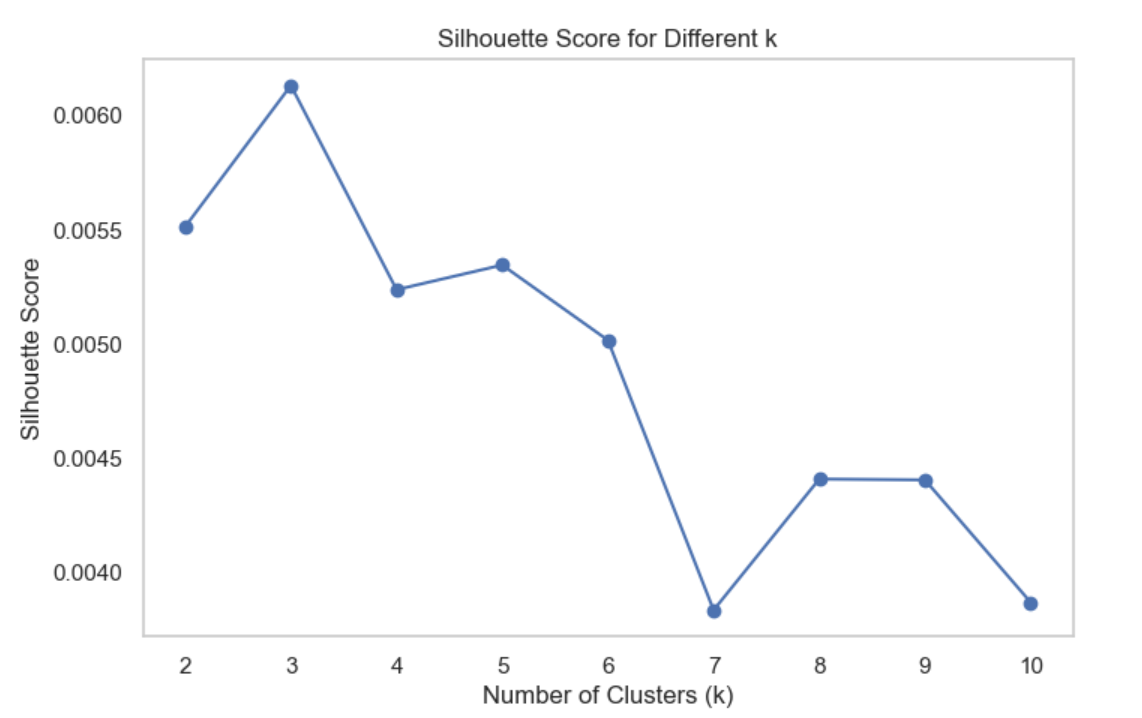 Silhouette Score for Different k
Silhouette Score
0.0060
0.0055
0.0050
0.0045
0.0040
2 3 4 5 6 7 8 9 10
Number of Clusters (k)